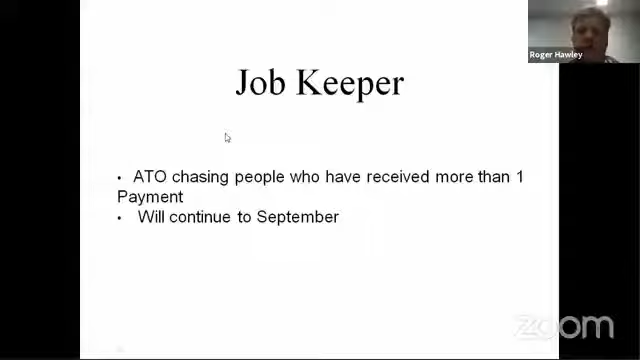 Roger Hawley
Job Keeper
• ATO chasing people who have received more than 1
Payment
• Will continue to September
zoom